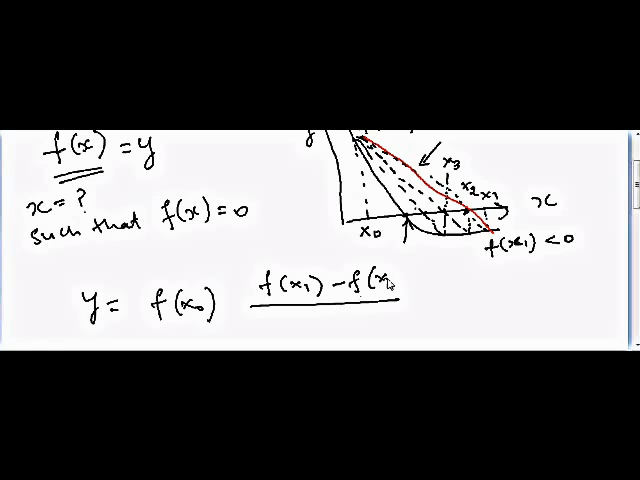 f(x) = y
x = ?
such that f(x) = 0
y
x3
x2 x1
x
x0
f(x1) < 0
y = f(x0) f(x1) - f(x